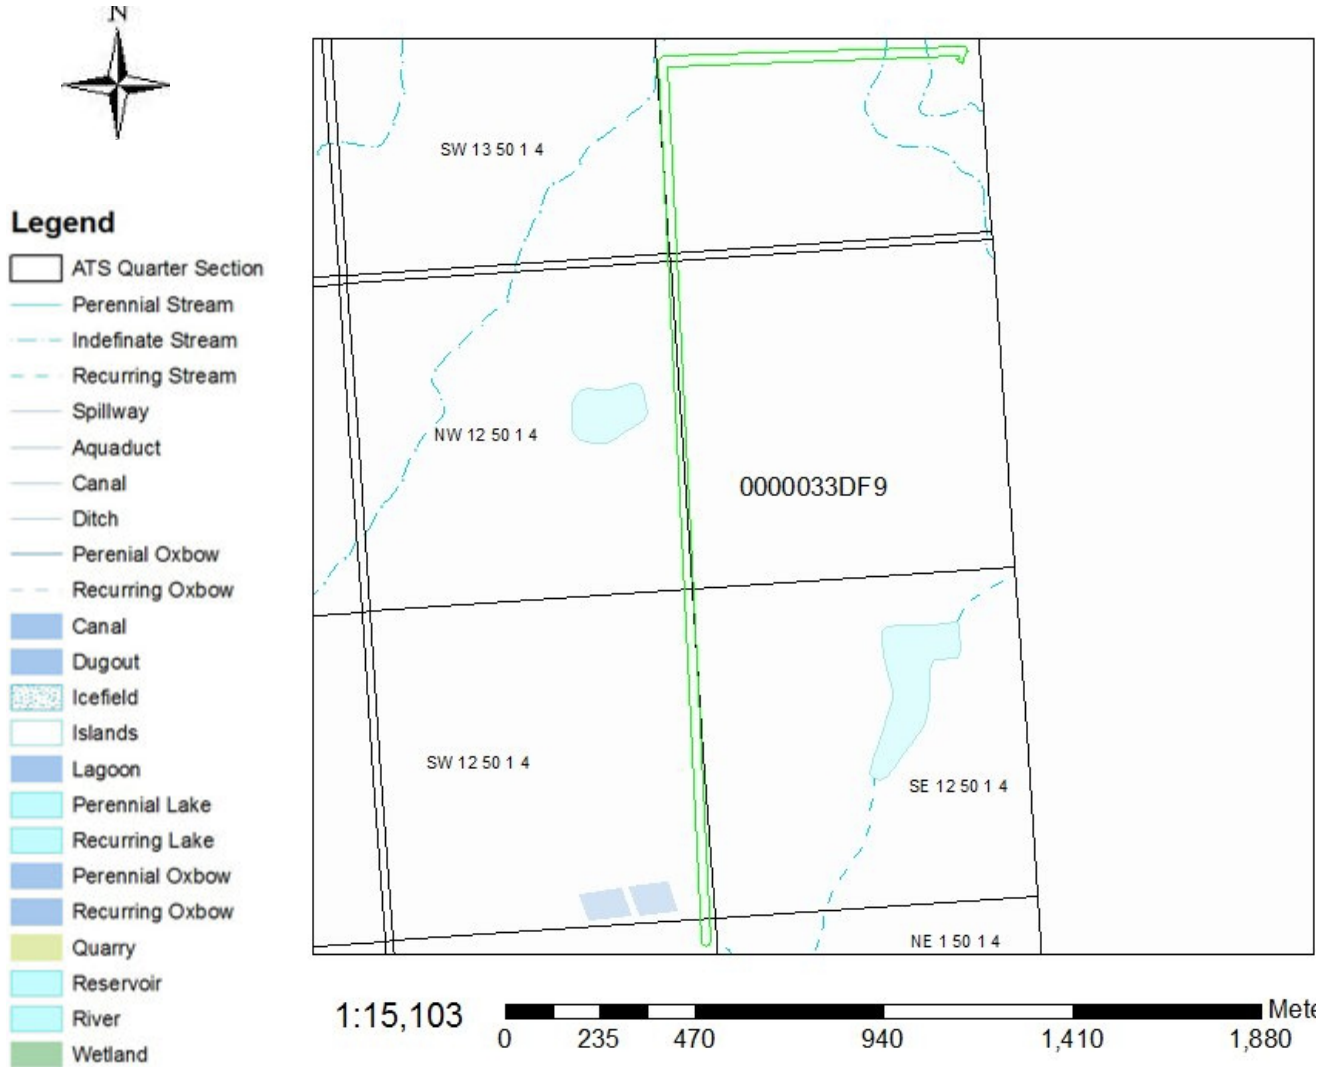 N
SW 13 50 1 4
Legend
ATS Quarter Section
Perennial Stream
Indefinate Stream
Recurring Stream
Spillway
Aquaduct
Canal
Ditch
Perenial Oxbow
Recurring Oxbow
Canal
Dugout
Icefield
Islands
Lagoon
Perennial Lake
Recurring Lake
Perennial Oxbow
Recurring Oxbow
Quarry
Reservoir
River
Wetland
NW 12 50 1 4
0000033DF9
SW 12 50 1 4
SE 12 50 1 4
NE 1 50 1 4
1:15,103
Mete
0 235 470 940 1,410 1,880